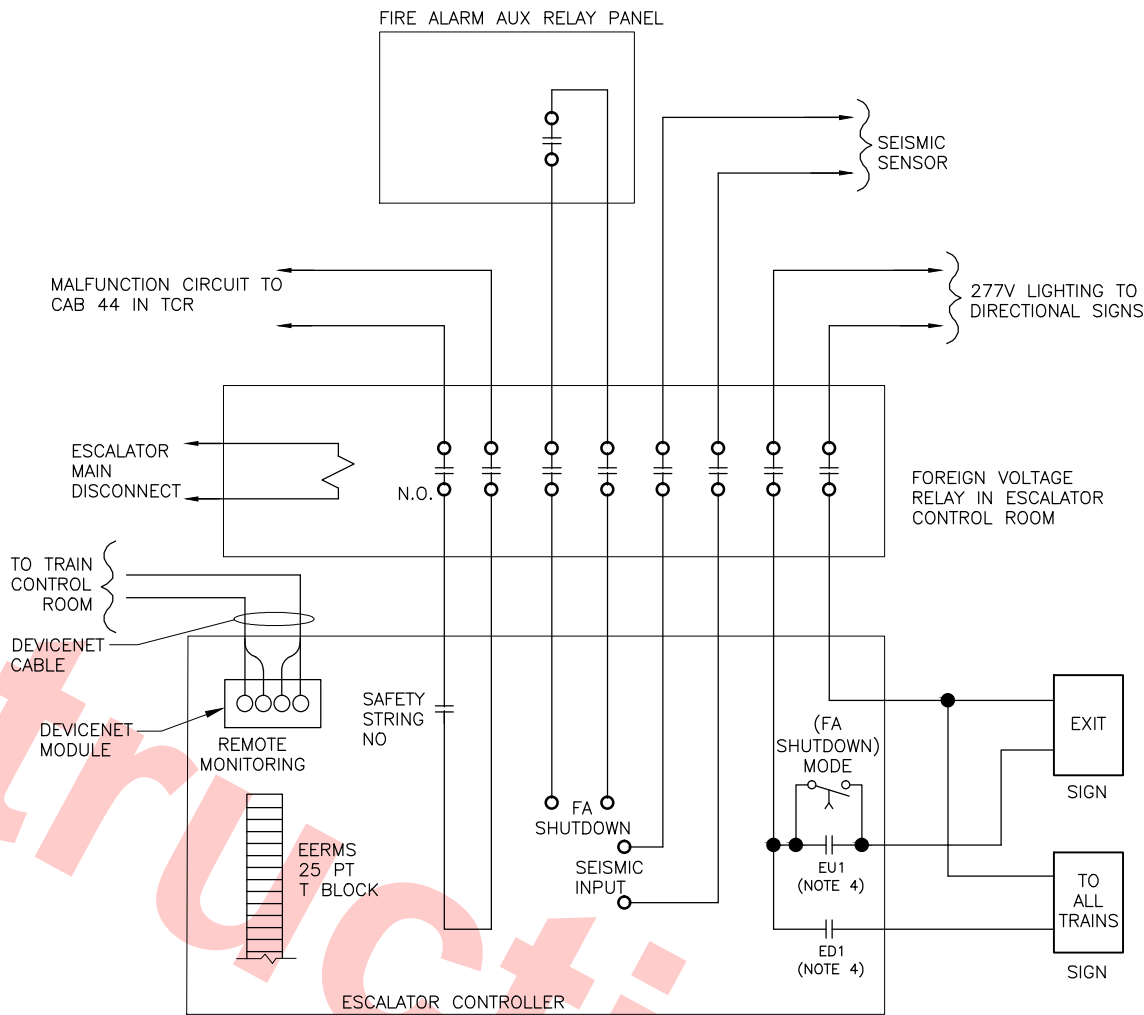 FIRE ALARM AUX RELAY PANEL
SEISMIC
SENSOR
MALFUNCTION CIRCUIT TO
CAB 44 IN TCR
277V LIGHTING TO
DIRECTIONAL SIGNS
ESCALATOR
MAIN
DISCONNECT
N.O.
FOREIGN VOLTAGE
RELAY IN ESCALATOR
CONTROL ROOM
TO TRAIN
CONTROL
ROOM
DEVICENET
CABLE
DEVICENET
MODULE
REMOTE
MONITORING
SAFETY
STRING
NO
(FA
SHUTDOWN)
MODE
EXIT
SIGN
FA
SHUTDOWN
SEISMIC
INPUT
EERMS
25 PT
T BLOCK
EU1
(NOTE 4)
ED1
(NOTE 4)
TO
ALL
TRAINS
SIGN
ESCALATOR CONTROLLER
tructi